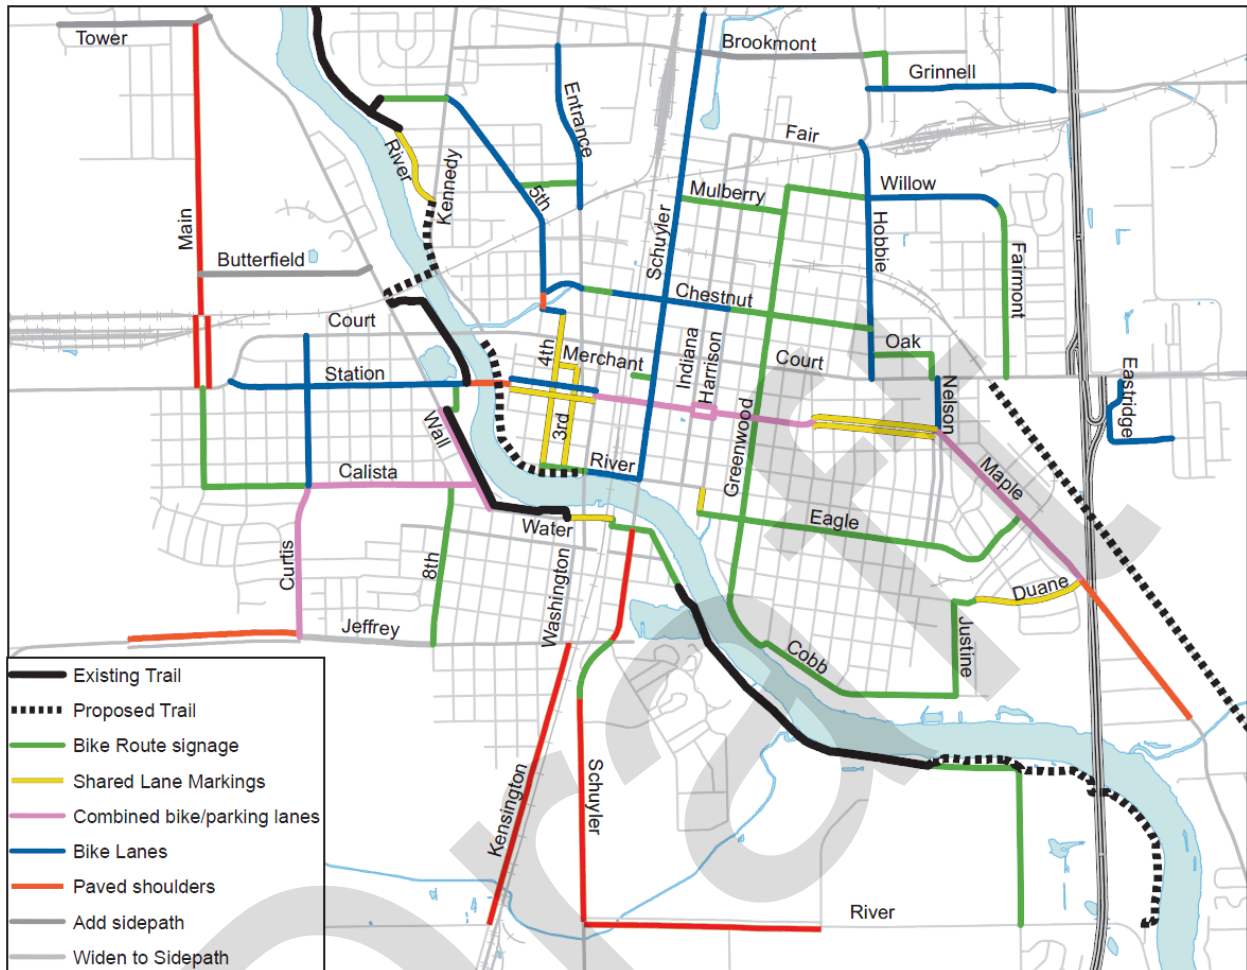 Tower
Brookmont
Grinnell
Entrance
Schuyler
Fair
River
Kennedy
5th
Mulberry
Willow
Hobbie
Main
Butterfield
Fairmont
Chestnut
Court
4th
Merchant
Indiana
Harrison
Court
Oak
Station
Eastridge
Nelson
3rd
Greenwood
Wall
Calista
River
Maple
Water
Eagle
Curtis
8th
Washington
Duane
Jeffrey
Cobb
Justine
Kensington
Schuyler
River
Existing Trail
Proposed Trail
Bike Route signage
Shared Lane Markings
Combined bike/parking lanes
Bike Lanes
Paved shoulders
Add sidepath
Widen to Sidepath
Draft